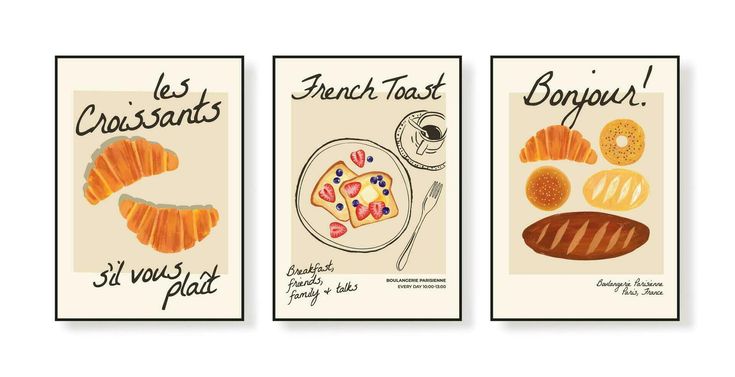 les
Croissants
s'il vous
plaît
French Toast
Breakfast,
friends,
family & talks
BOULANGERIE PARISIENNE
EVERY DAY 10:00-13:00
Bonjour!
Boulangerie Parisienne
Paris, France